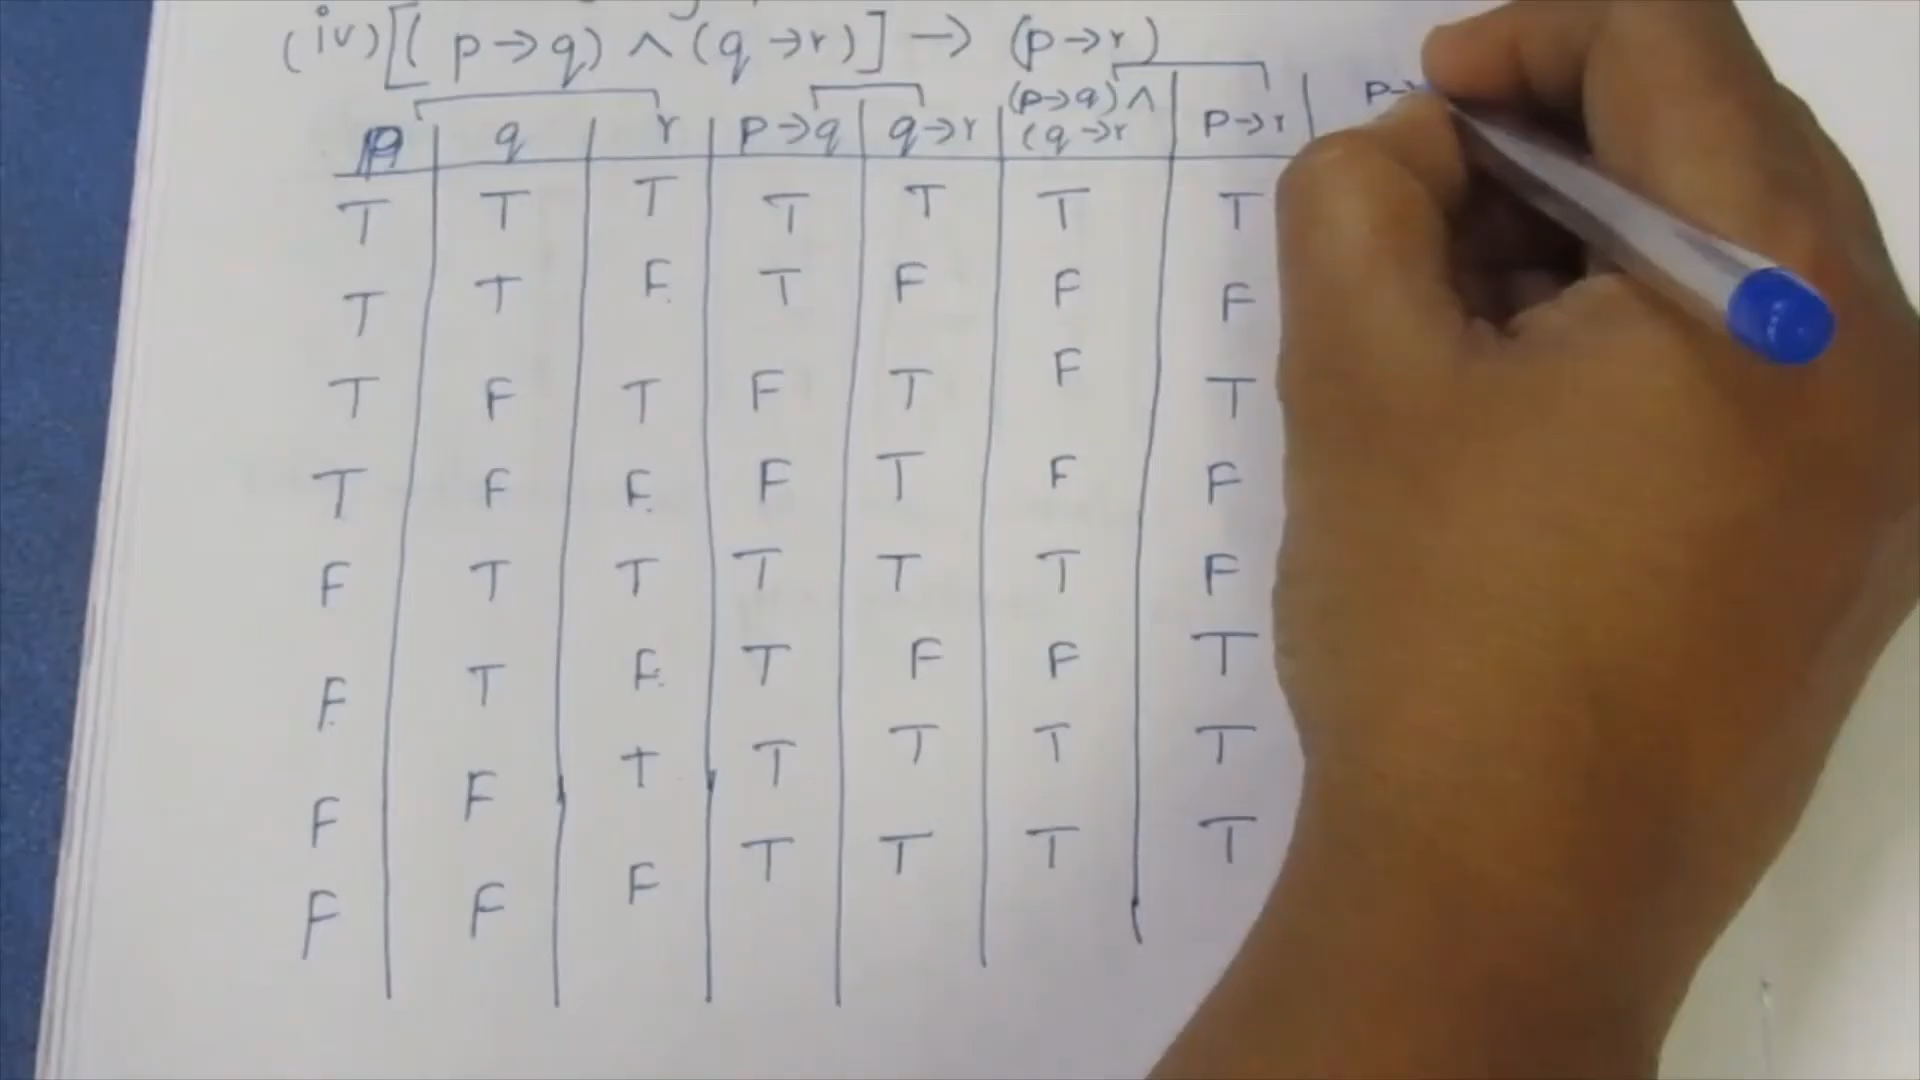 (iv)[(p→q)∧(q→r)]→(p→r)
p q r p→q q→r (p→q)∧(q→r p→r p→
T T T T T T T
T T F T F F F
T F T F T F T
T F F F T F F
F T T T T T F
F T F T F F T
F F T T T T T
F F F T T T T